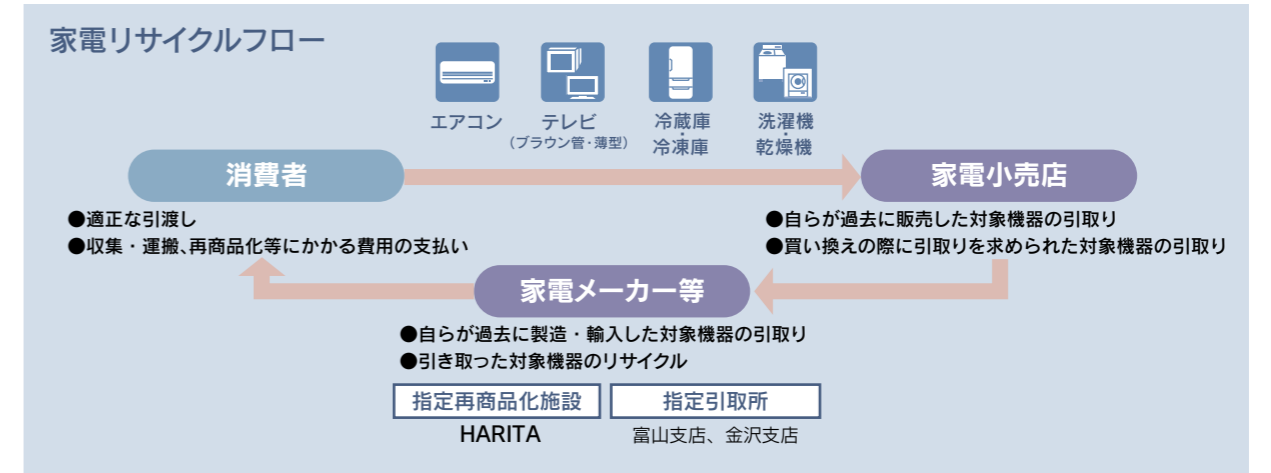 家電リサイクルフロー
エアコン
テレビ
(ブラウン管・薄型)
冷蔵庫
・
冷凍庫
洗濯機
・
乾燥機
消費者
家電小売店
●適正な引渡し
●収集・運搬、再商品化等にかかる費用の支払い
●自らが過去に販売した対象機器の引取り
●買い換えの際に引取りを求められた対象機器の引取り
家電メーカー等
●自らが過去に製造・輸入した対象機器の引取り
●引き取った対象機器のリサイクル
指定再商品化施設
HARITA
指定引取所
富山支店、金沢支店